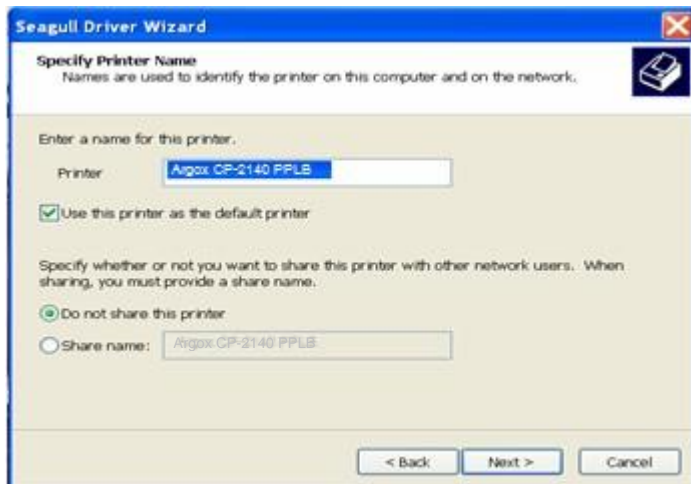 Seagull Driver Wizard
Specify Printer Name
Names are used to identify the printer on this computer and on the network.
Enter a name for this printer.
Printer Argox CP-2140 PPLB
Use this printer as the default printer
Specify whether or not you want to share this printer with other network users. When
sharing, you must provide a share name.
Do not share this printer
Share name: Argox CP-2140 PPLB
< Back Next > Cancel